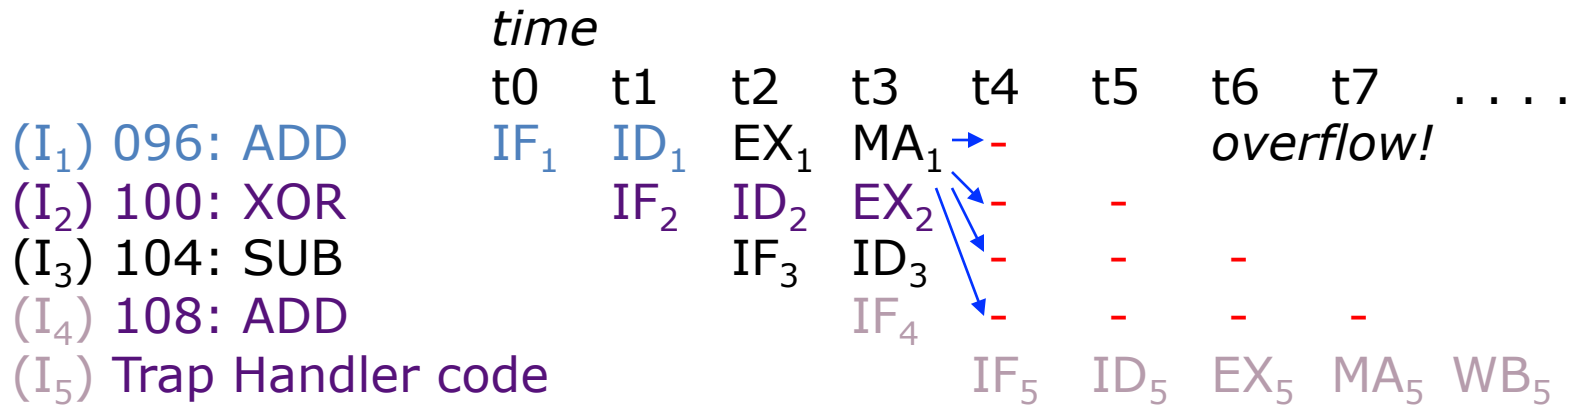 time
t0 t1 t2 t3 t4 t5 t6 t7 . . . .
(I₁) 096: ADD IF₁ ID₁ EX₁ MA₁ - overflow!
(I₂) 100: XOR IF₂ ID₂ EX₂ - -
(I₃) 104: SUB IF₃ ID₃ - - -
(I₄) 108: ADD IF₄ - - - -
(I₅) Trap Handler code IF₅ ID₅ EX₅ MA₅ WB₅